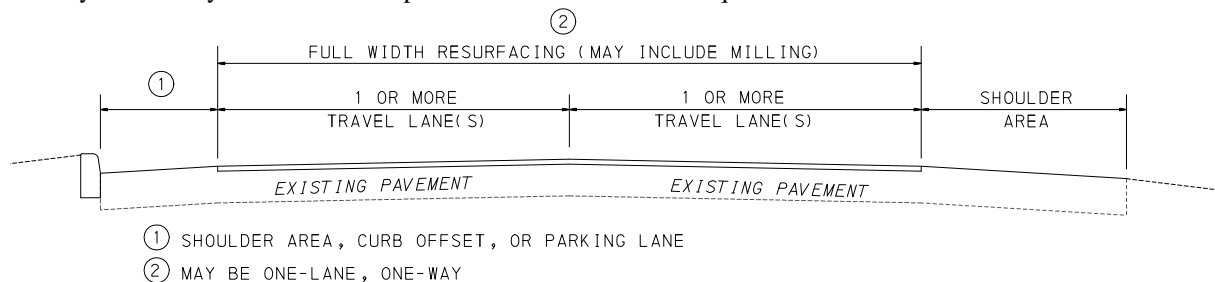 ②
FULL WIDTH RESURFACING (MAY INCLUDE MILLING)
①
1 OR MORE
TRAVEL LANE(S)
1 OR MORE
TRAVEL LANE(S)
SHOULDER
AREA
EXISTING PAVEMENT
EXISTING PAVEMENT
① SHOULDER AREA, CURB OFFSET, OR PARKING LANE
② MAY BE ONE-LANE, ONE-WAY